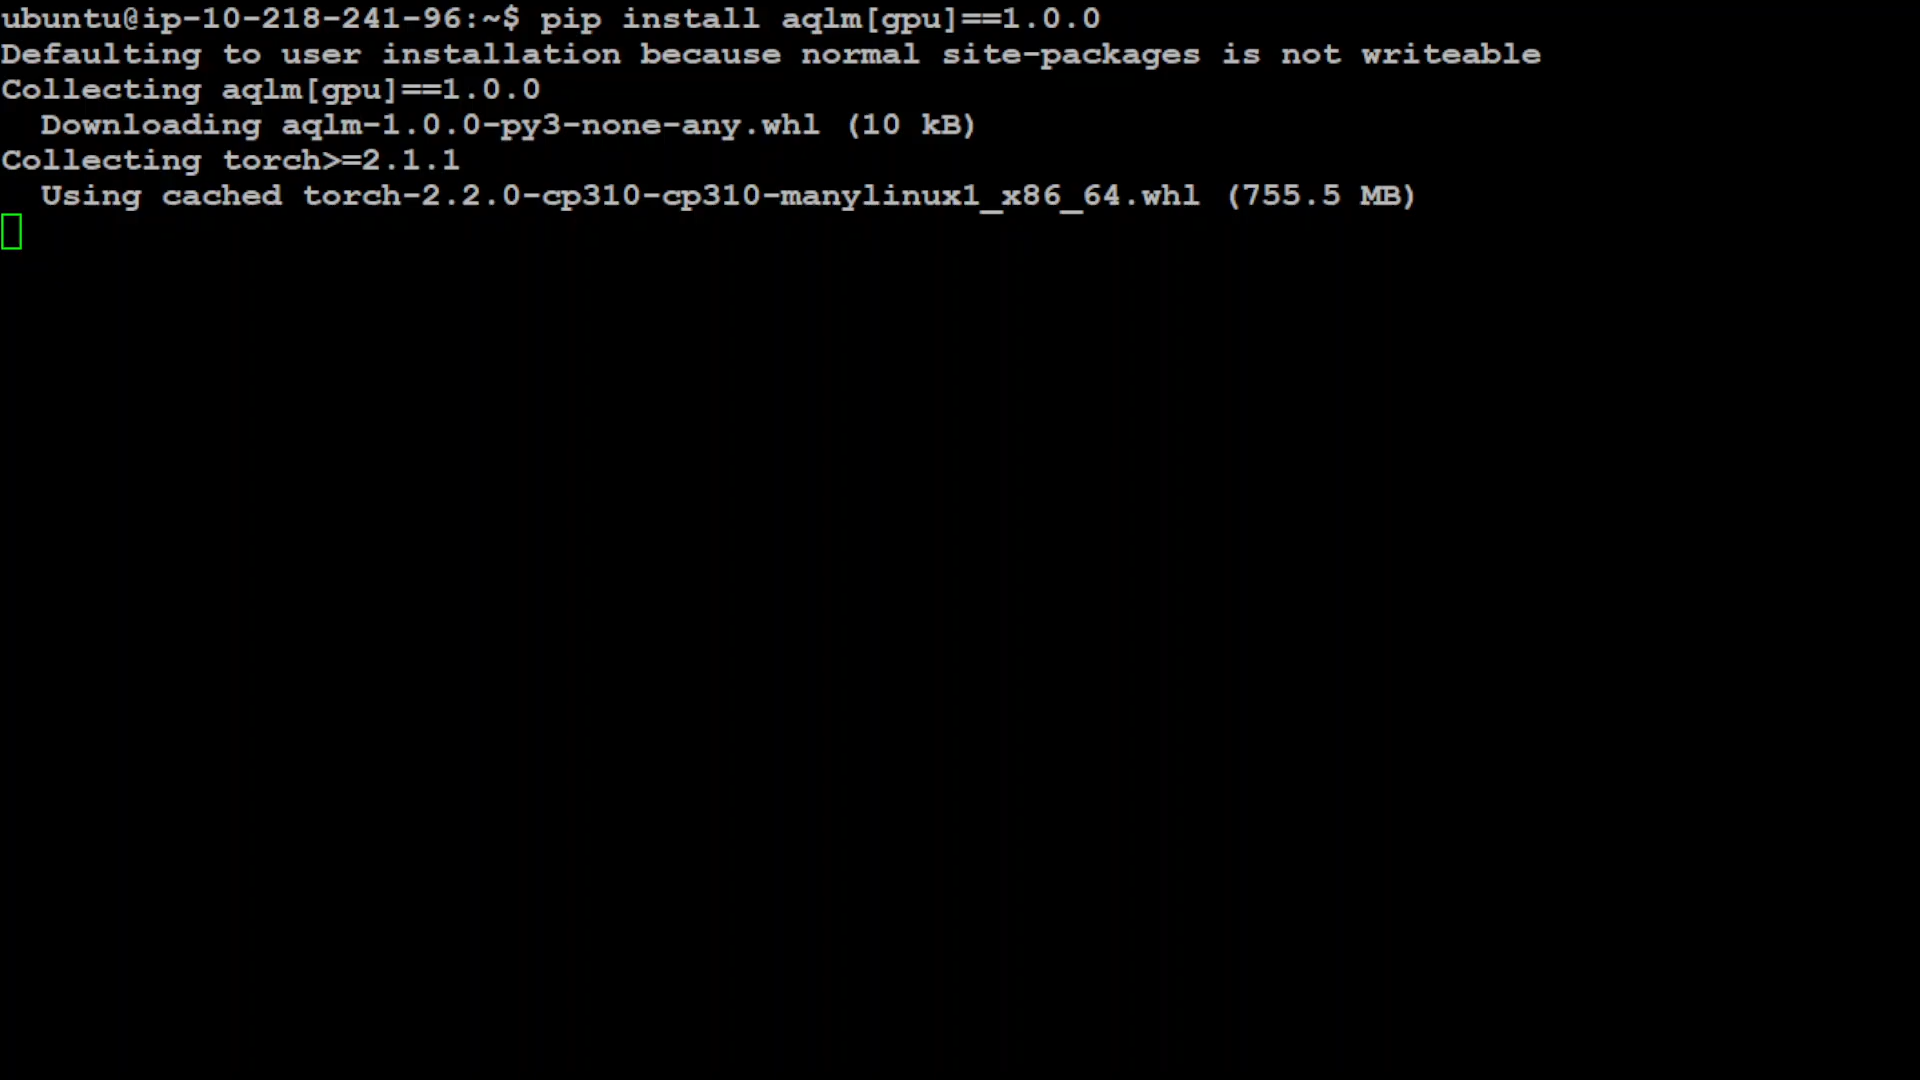 ubuntu@ip-10-218-241-96:~$ pip install aqlm[gpu]==1.0.0
Defaulting to user installation because normal site-packages is not writeable
Collecting aqlm[gpu]==1.0.0
  Downloading aqlm-1.0.0-py3-none-any.whl (10 kB)
Collecting torch>=2.1.1
  Using cached torch-2.2.0-cp310-cp310-manylinux1_x86_64.whl (755.5 MB)